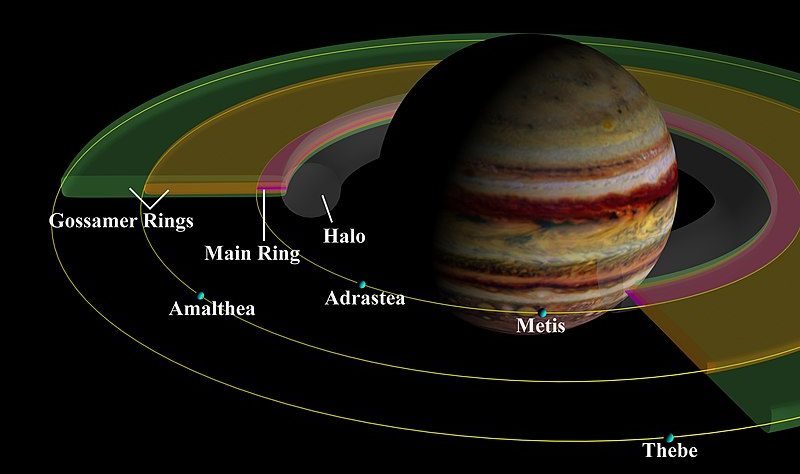 Gossamer Rings
Halo
Main Ring
Adrastea
Amalthea
Metis
Thebe